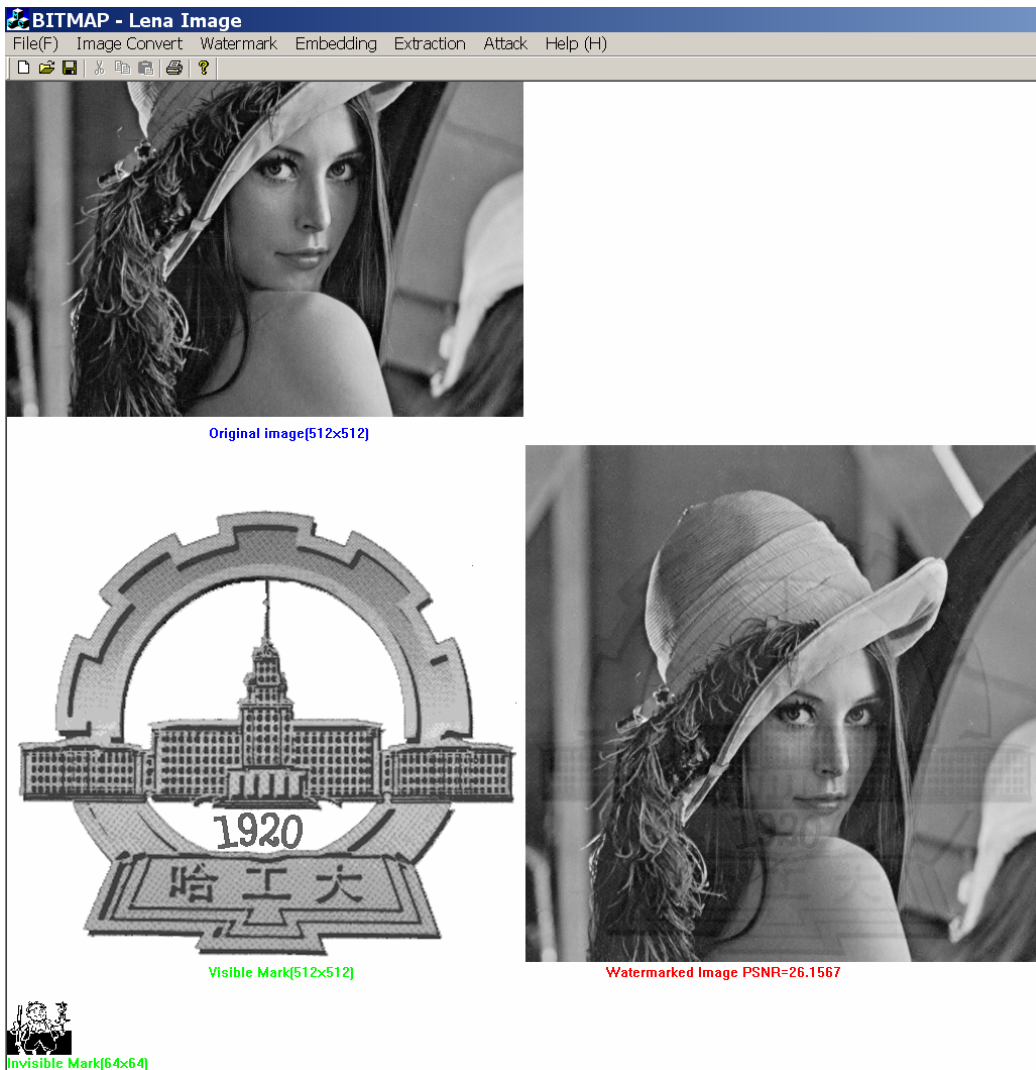 BITMAP - Lena Image
File(F) Image Convert Watermark Embedding Extraction Attack Help (H)
Original image(512x512)
1920
哈工大
Visible Mark(512x512)
1920
Watermarked Image PSNR=26.1567
Invisible Mark(64x64)